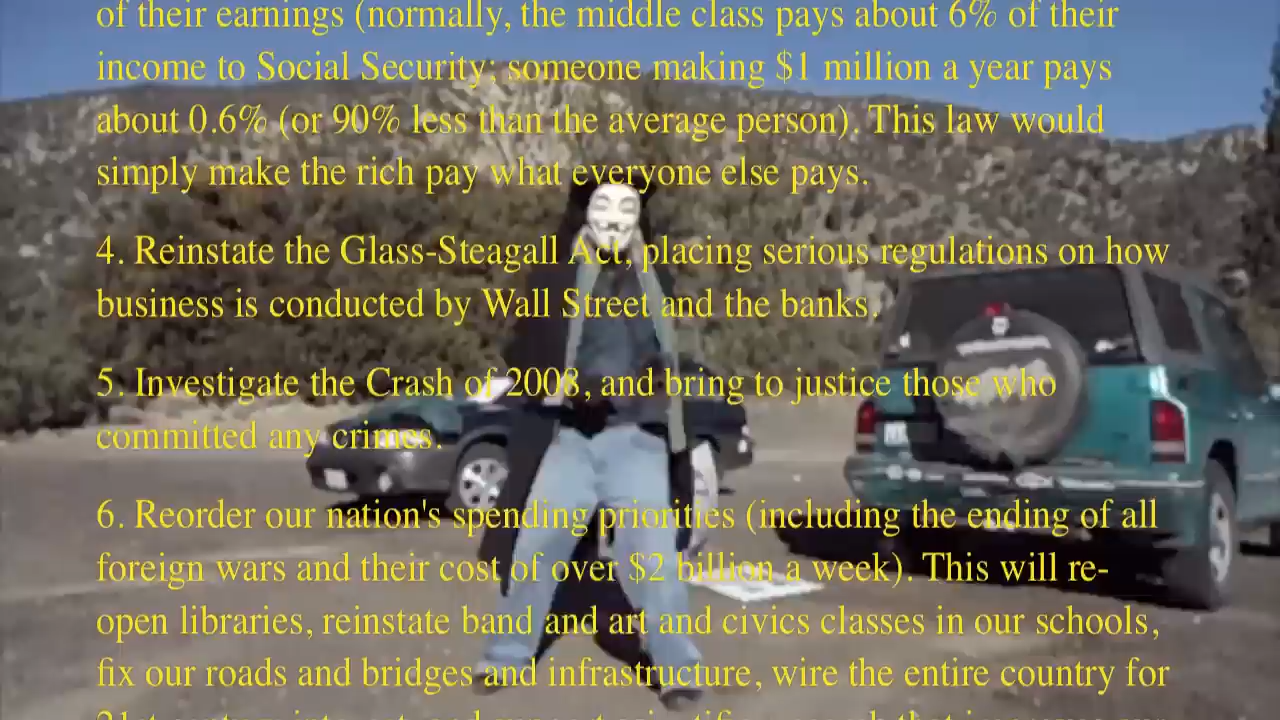 of their earnings (normally, the middle class pays about 6% of their
income to Social Security; someone making $1 million a year pays
about 0.6% (or 90% less than the average person). This law would
simply make the rich pay what everyone else pays.
4. Reinstate the Glass-Steagall Act, placing serious regulations on how
business is conducted by Wall Street and the banks.
5. Investigate the Crash of 2008, and bring to justice those who
committed any crimes.
6. Reorder our nation's spending priorities (including the ending of all
foreign wars and their cost of over $2 billion a week). This will re-
open libraries, reinstate band and art and civics classes in our schools,
fix our roads and bridges and infrastructure, wire the entire country for